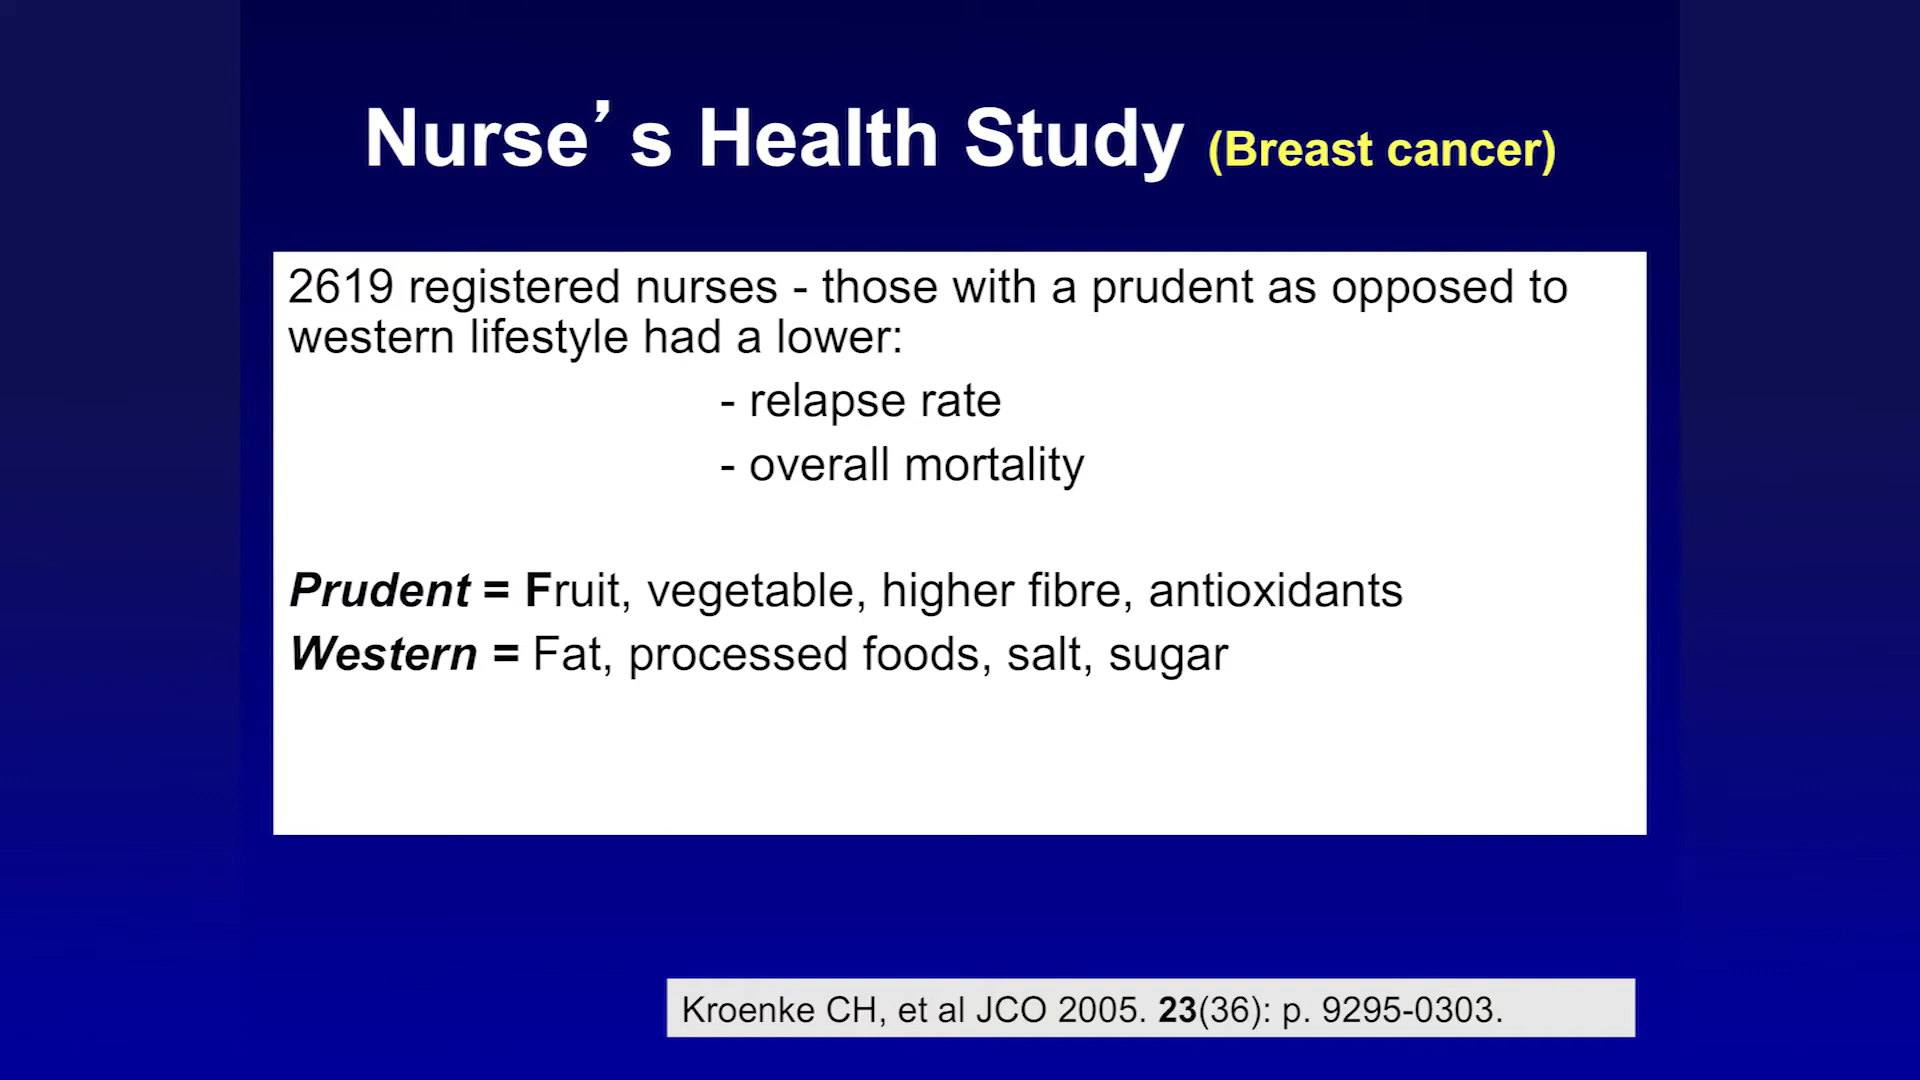 Nurse’s Health Study (Breast cancer)
2619 registered nurses - those with a prudent as opposed to
western lifestyle had a lower:
- relapse rate
- overall mortality
Prudent = Fruit, vegetable, higher fibre, antioxidants
Western = Fat, processed foods, salt, sugar
Kroenke CH, et al JCO 2005. 23(36): p. 9295-0303.